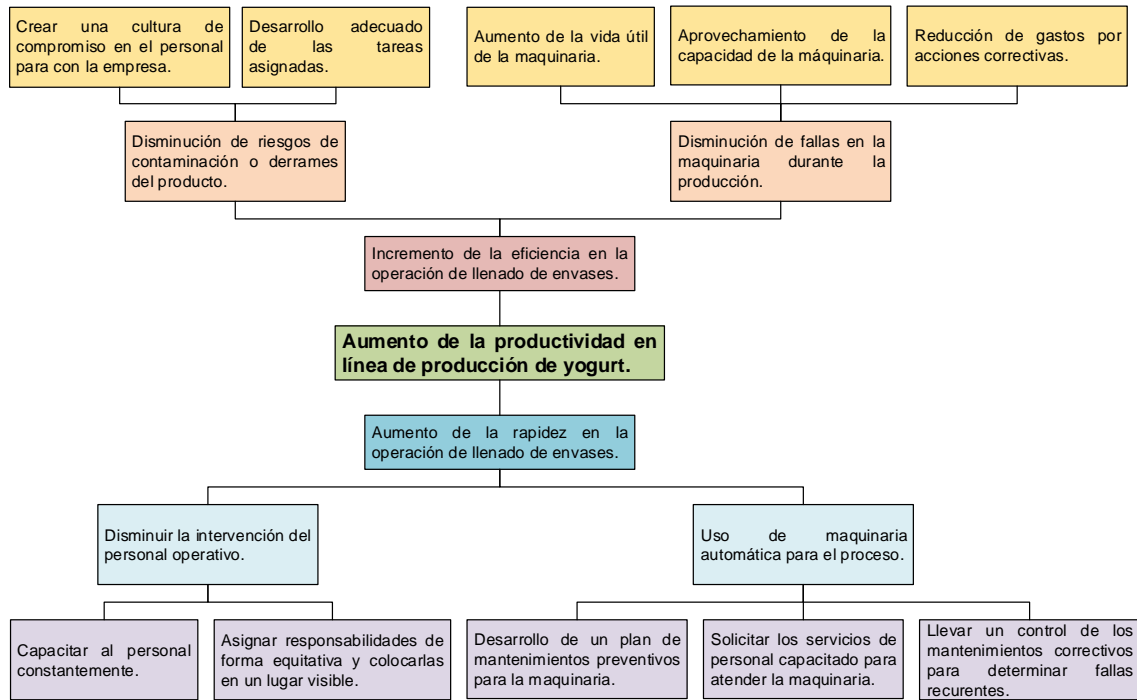 Crear una cultura de
compromiso en el personal
para con la empresa.
Desarrollo adecuado
de las tareas
asignadas.
Aumento de la vida útil
de la maquinaria.
Aprovechamiento de la
capacidad de la máquinaria.
Reducción de gastos por
acciones correctivas.
Disminución de riesgos de
contaminación o derrames
del producto.
Disminución de fallas en la
maquinaria durante la
producción.
Incremento de la eficiencia en la
operación de llenado de envases.
Aumento de la productividad en
línea de producción de yogurt.
Aumento de la rapidez en la
operación de llenado de envases.
Disminuir la intervención del
personal operativo.
Uso de maquinaria
automática para el proceso.
Capacitar al personal
constantemente.
Asignar responsabilidades de
forma equitativa y colocarlas
en un lugar visible.
Desarrollo de un plan de
mantenimientos preventivos
para la maquinaria.
Solicitar los servicios de
personal capacitado para
atender la maquinaria.
Llevar un control de los
mantenimientos correctivos
para determinar fallas
recurentes.